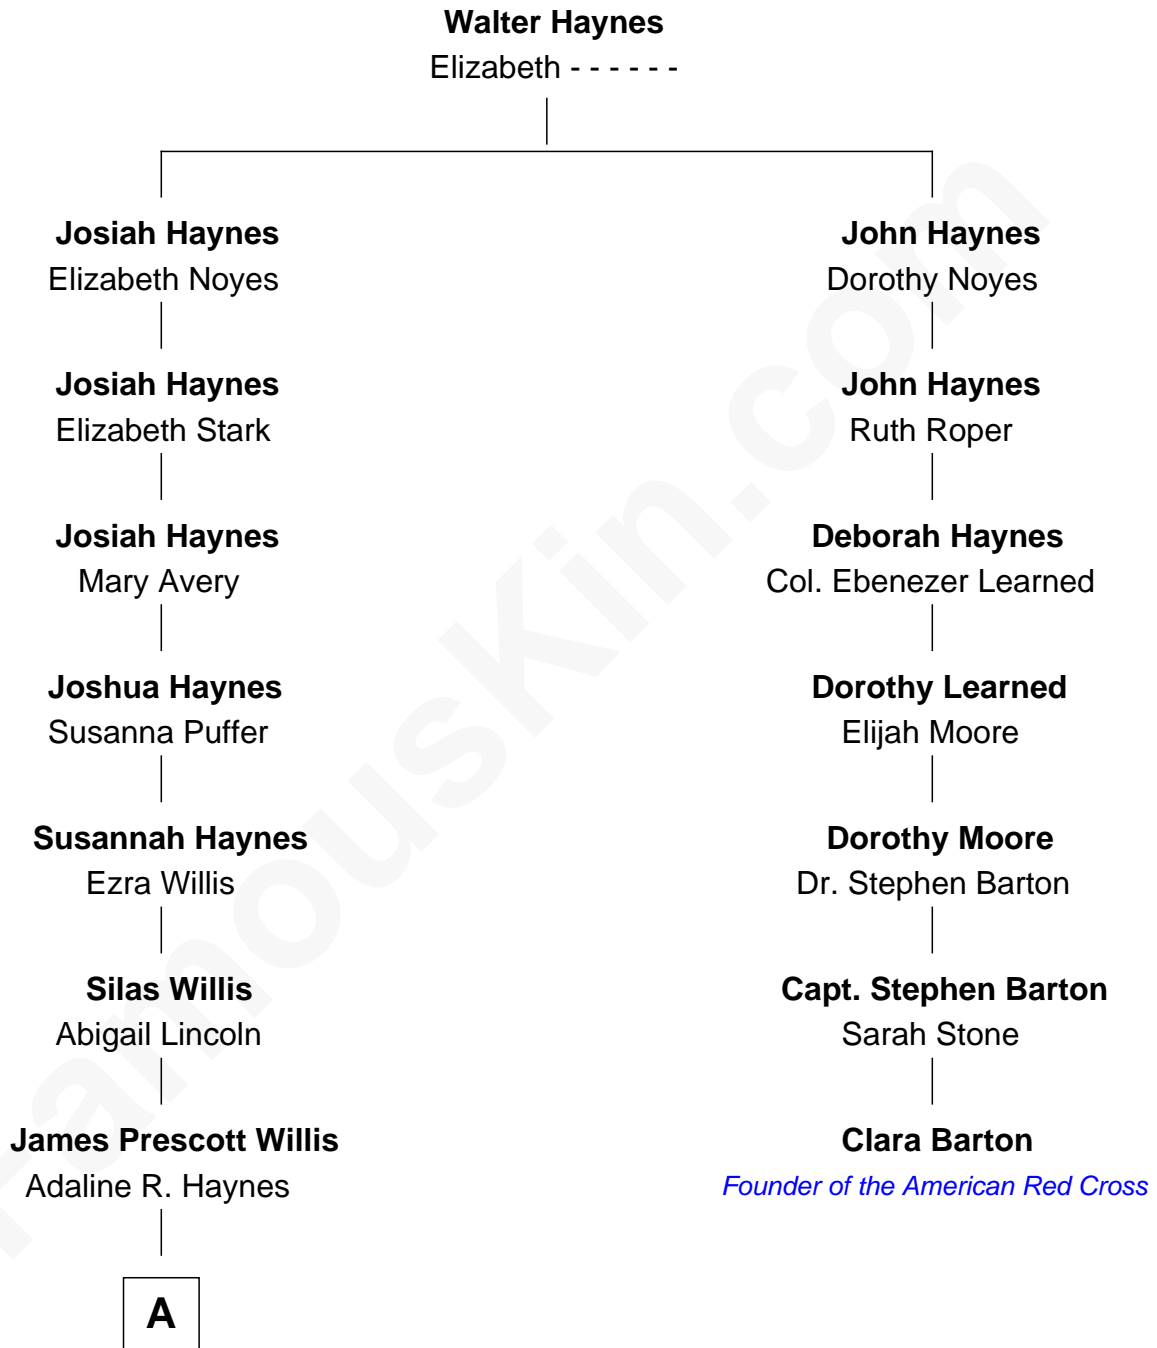 Walter Haynes
Elizabeth - - - - - -
Josiah Haynes
Elizabeth Noyes
John Haynes
Dorothy Noyes
Josiah Haynes
Elizabeth Stark
John Haynes
Ruth Roper
Josiah Haynes
Mary Avery
Deborah Haynes
Col. Ebenezer Learned
Joshua Haynes
Susanna Puffer
Dorothy Learned
Elijah Moore
Susannah Haynes
Ezra Willis
Dorothy Moore
Dr. Stephen Barton
Silas Willis
Abigail Lincoln
Capt. Stephen Barton
Sarah Stone
James Prescott Willis
Adaline R. Haynes
Clara Barton
Founder of the American Red Cross
A
FamousKin.com